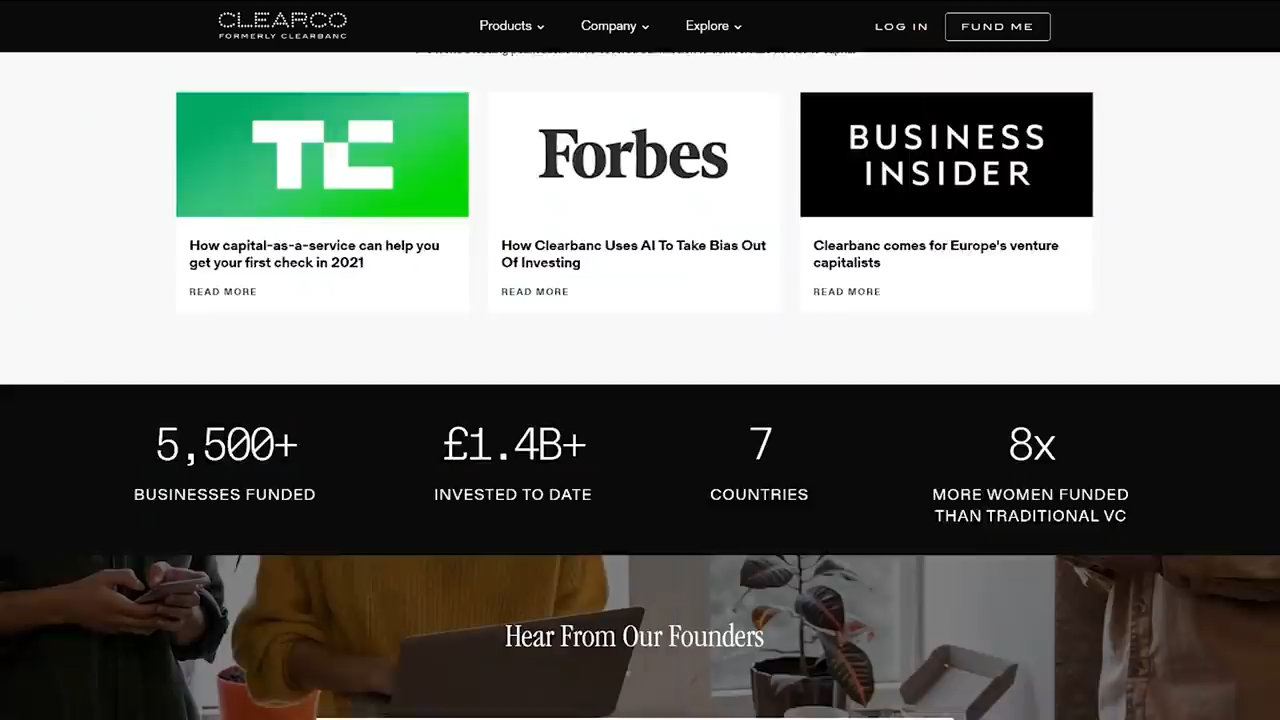 CLEARCO
FORMERLY CLEARBANC
Products
Company
Explore
LOG IN
FUND ME
TC
Forbes
BUSINESS
INSIDER
How capital-as-a-service can help you
get your first check in 2021
READ MORE
How Clearbanc Uses AI To Take Bias Out
Of Investing
READ MORE
Clearbanc comes for Europe's venture
capitalists
READ MORE
5,500+
BUSINESSES FUNDED
£1.4B+
INVESTED TO DATE
7
COUNTRIES
8x
MORE WOMEN FUNDED
THAN TRADITIONAL VC
Hear From Our Founders